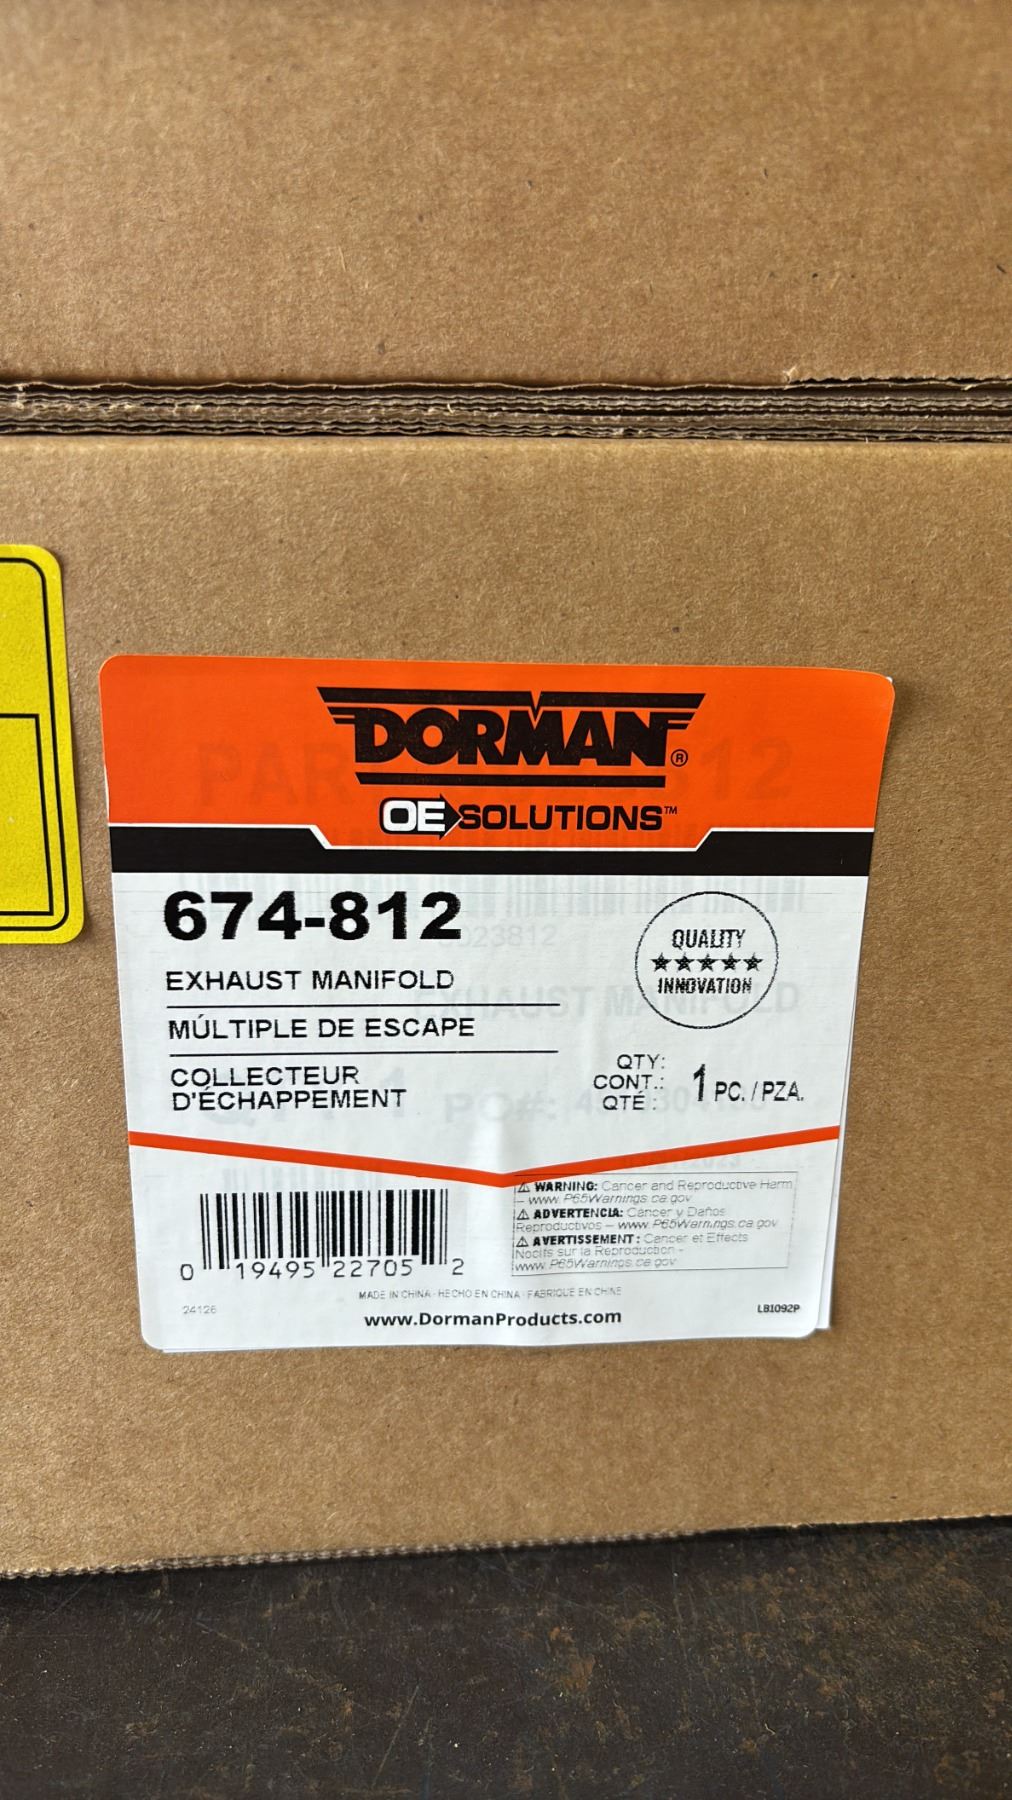 DORMAN®
OE SOLUTIONS™
674-812
EXHAUST MANIFOLD
MÚLTIPLE DE ESCAPE
COLLECTEUR
D'ÉCHAPPEMENT
QUALITY
★★★★★
INNOVATION
QTY:
CONT.:
QTÉ :
1 PC. / PZA.
⚠ WARNING: Cancer and Reproductive Harm
– www. P65Warnings ca gov
⚠ ADVERTENCIA: Cancer y Daños
Reproductivos – www. P65Warnings. ca gov
⚠ AVERTISSEMENT : Cancer et Effects
Nocifs sur la Reproduction -
www. P65Warnings. ca gov
0 19495 22705 2
MADE IN CHINA · HECHO EN CHINA · FABRIQUÉ EN CHINE
24126
www.DormanProducts.com
LB1092P